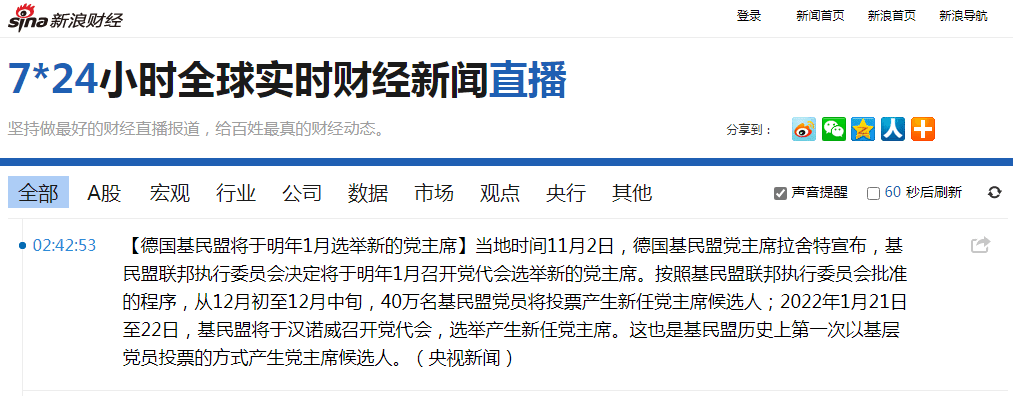 sina 新浪财经
登录 新闻首页 新浪首页 新浪导航
7*24小时全球实时财经新闻直播
坚持做最好的财经直播报道，给百姓最真的财经动态。
分享到：
全部 A股 宏观 行业 公司 数据 市场 观点 央行 其他 声音提醒 60 秒后刷新
02:42:53 【德国基民盟将于明年1月选举新的党主席】当地时间11月2日，德国基民盟党主席拉舍特宣布，基
民盟联邦执行委员会决定将于明年1月召开党代会选举新的党主席。按照基民盟联邦执行委员会批准
的程序，从12月初至12月中旬，40万名基民盟党员将投票产生新任党主席候选人；2022年1月21日
至22日，基民盟将于汉诺威召开党代会，选举产生新任党主席。这也是基民盟历史上第一次以基层
党员投票的方式产生党主席候选人。（央视新闻）